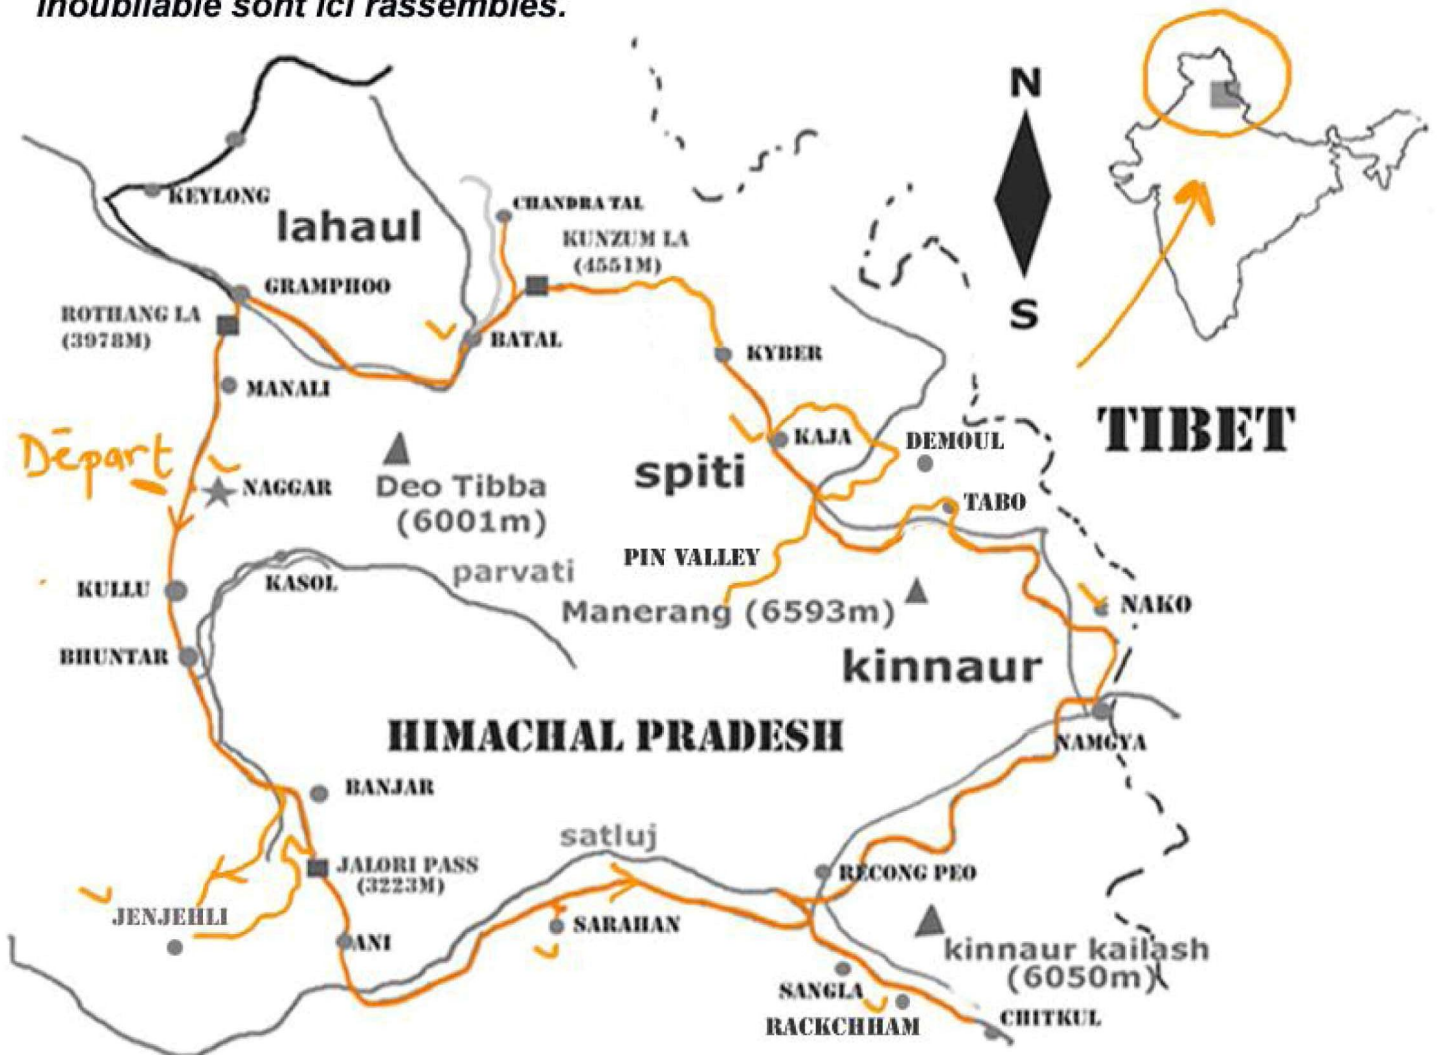 inoubliable sont ici rassemblés.
N
S
KEYLONG
lahaul
CHANDRA TAL
KUNZUM LA
(4551M)
GRAMPHOO
ROTHANG LA
(3978M)
BATAL
KYBER
MANALI
TIBET
Départ
KAJA
DEMOUL
spiti
NAGGAR
Deo Tibba
(6001m)
TABO
PIN VALLEY
KASOL
parvati
KULLU
Manerang (6593m)
NAKO
BHUNTAR
kinnaur
HIMACHAL PRADESH
NAMGYA
BANJAR
satluj
JALORI PASS
(3223M)
RECONG PEO
JENJEHLI
SARAHAN
ANI
kinnaur kailash
(6050m)
SANGLA
RACKCHHAM
CHITKUL